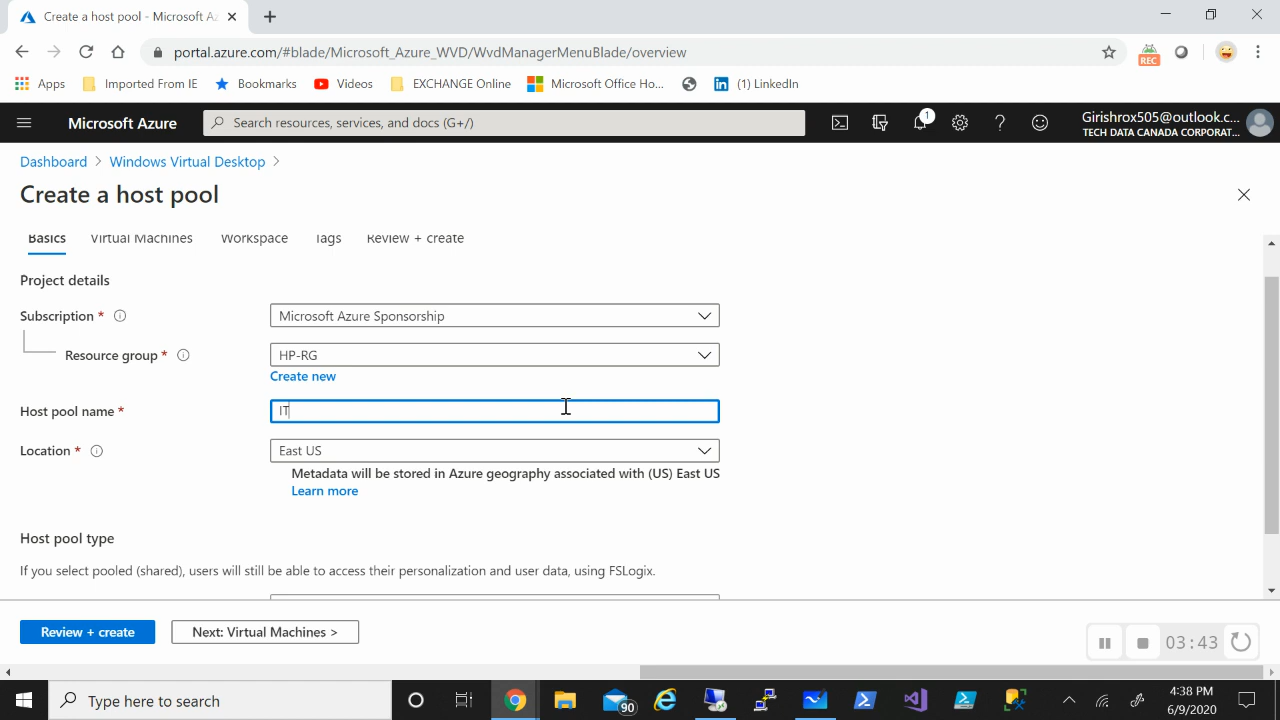 Create a host pool - Microsoft Az
portal.azure.com/#blade/Microsoft_Azure_WVD/WvdManagerMenuBlade/overview
REC
Apps
Imported From IE
Bookmarks
Videos
EXCHANGE Online
Microsoft Office Ho...
(1) LinkedIn
Microsoft Azure
Search resources, services, and docs (G+/)
1
Girishrox505@outlook.c...
TECH DATA CANADA CORPORAT...
Dashboard > Windows Virtual Desktop >
Create a host pool
Basics
Virtual Machines
Workspace
Tags
Review + create
Project details
Subscription *
Microsoft Azure Sponsorship
Resource group *
HP-RG
Create new
Host pool name *
IT
Location *
East US
Metadata will be stored in Azure geography associated with (US) East US
Learn more
Host pool type
If you select pooled (shared), users will still be able to access their personalization and user data, using FSLogix.
Review + create
Next: Virtual Machines >
03:43
Type here to search
90
4:38 PM
6/9/2020